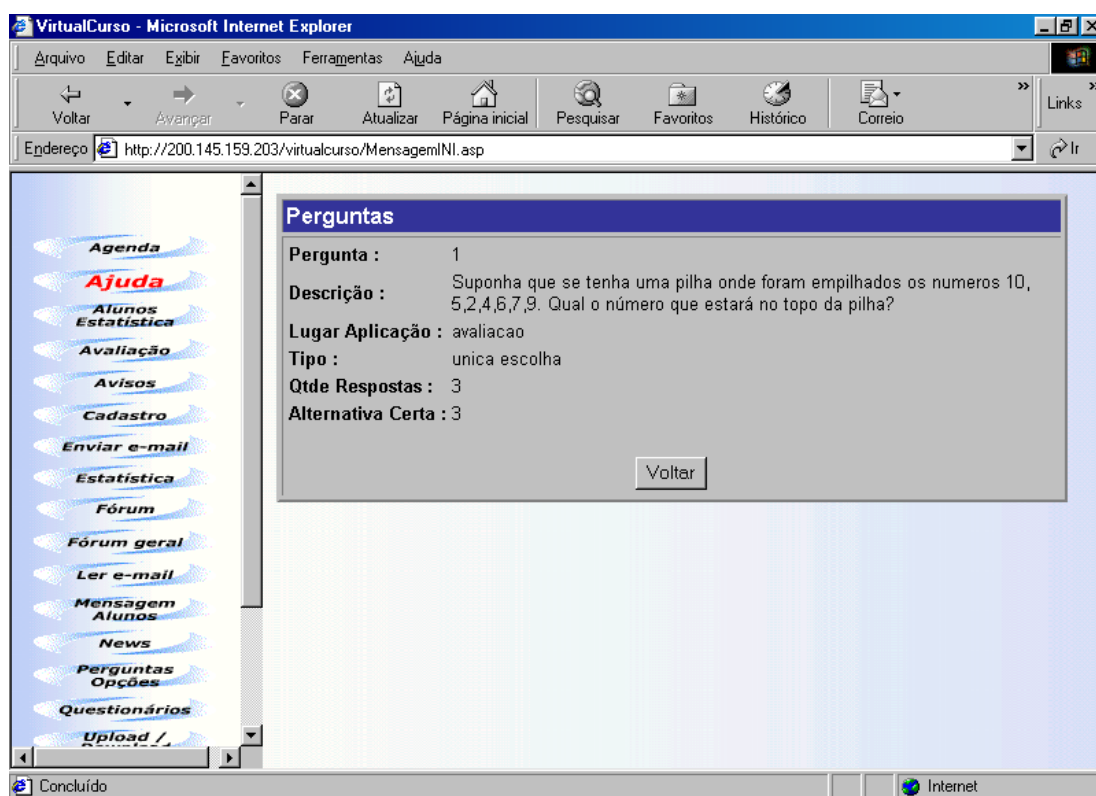 VirtualCurso - Microsoft Internet Explorer
Arquivo Editar Exibir Favoritos Ferramentas Ajuda
Voltar Avançar Parar Atualizar Página inicial Pesquisar Favoritos Histórico Correio » Links »
Endereço http://200.145.159.203/virtualcurso/MensagemINI.asp Ir
Agenda
Ajuda
Alunos
Estatística
Avaliação
Avisos
Cadastro
Enviar e-mail
Estatística
Fórum
Fórum geral
Ler e-mail
Mensagem
Alunos
News
Perguntas
Opções
Questionários
Upload /
Perguntas
Pergunta : 1
Descrição : Suponha que se tenha uma pilha onde foram empilhados os numeros 10,
5,2,4,6,7,9. Qual o número que estará no topo da pilha?
Lugar Aplicação : avaliacao
Tipo : unica escolha
Qtde Respostas : 3
Alternativa Certa : 3
Voltar
Concluído Internet